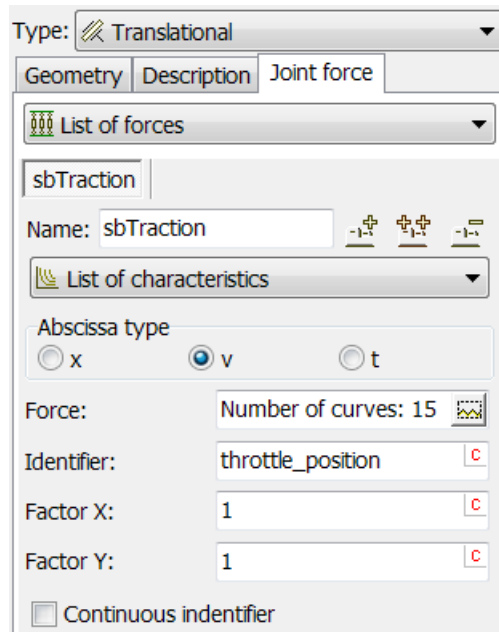 Type: Translational
Geometry Description Joint force
List of forces
sbTraction
Name: sbTraction
List of characteristics
Abscissa type
x v t
Force: Number of curves: 15
Identifier: throttle_position c
Factor X: 1 c
Factor Y: 1 c
Continuous indentifier